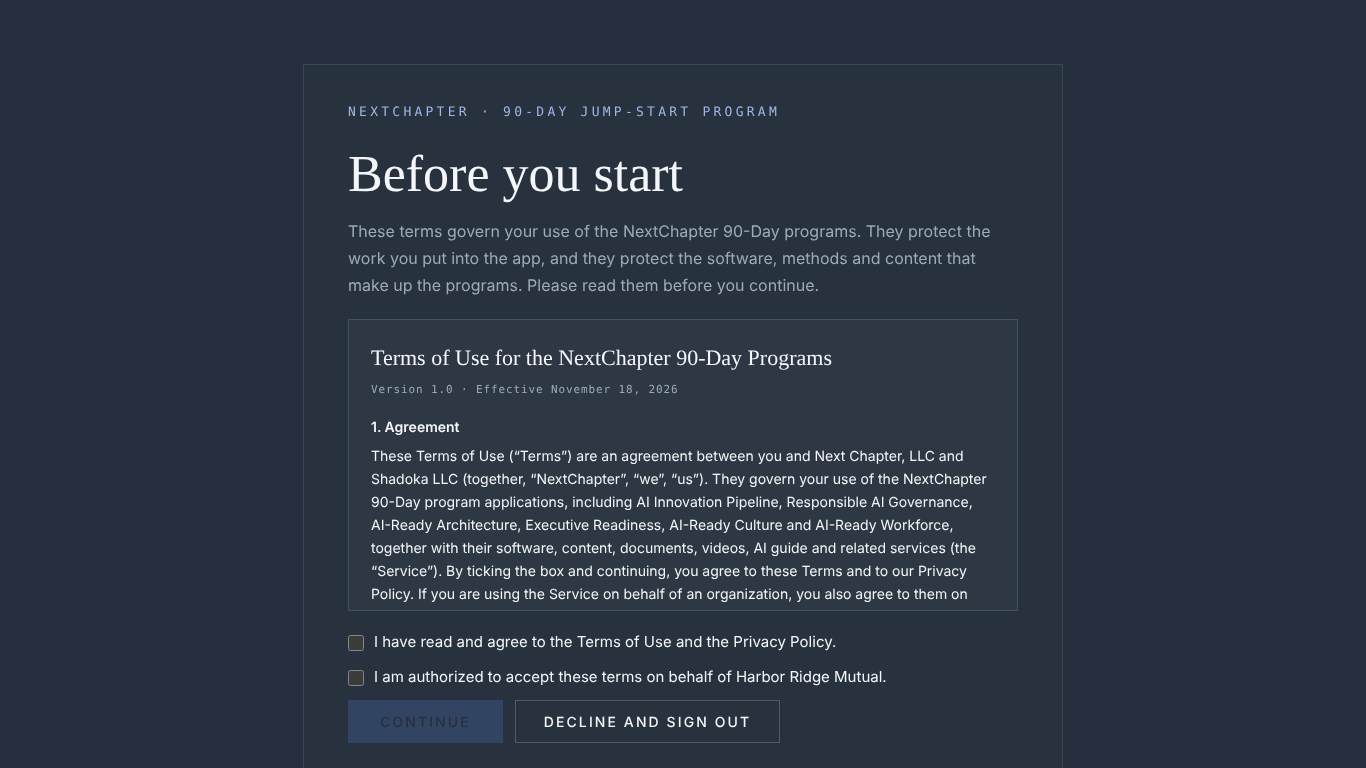 NEXTCHAPTER · 90-DAY JUMP-START PROGRAM
Before you start
These terms govern your use of the NextChapter 90-Day programs. They protect the
work you put into the app, and they protect the software, methods and content that
make up the programs. Please read them before you continue.
Terms of Use for the NextChapter 90-Day Programs
Version 1.0 · Effective November 18, 2026
1. Agreement
These Terms of Use (“Terms”) are an agreement between you and Next Chapter, LLC and
Shadoka LLC (together, “NextChapter”, “we”, “us”). They govern your use of the NextChapter
90-Day program applications, including AI Innovation Pipeline, Responsible AI Governance,
AI-Ready Architecture, Executive Readiness, AI-Ready Culture and AI-Ready Workforce,
together with their software, content, documents, videos, AI guide and related services (the
“Service”). By ticking the box and continuing, you agree to these Terms and to our Privacy
Policy. If you are using the Service on behalf of an organization, you also agree to them on
I have read and agree to the Terms of Use and the Privacy Policy.
I am authorized to accept these terms on behalf of Harbor Ridge Mutual.
CONTINUE
DECLINE AND SIGN OUT